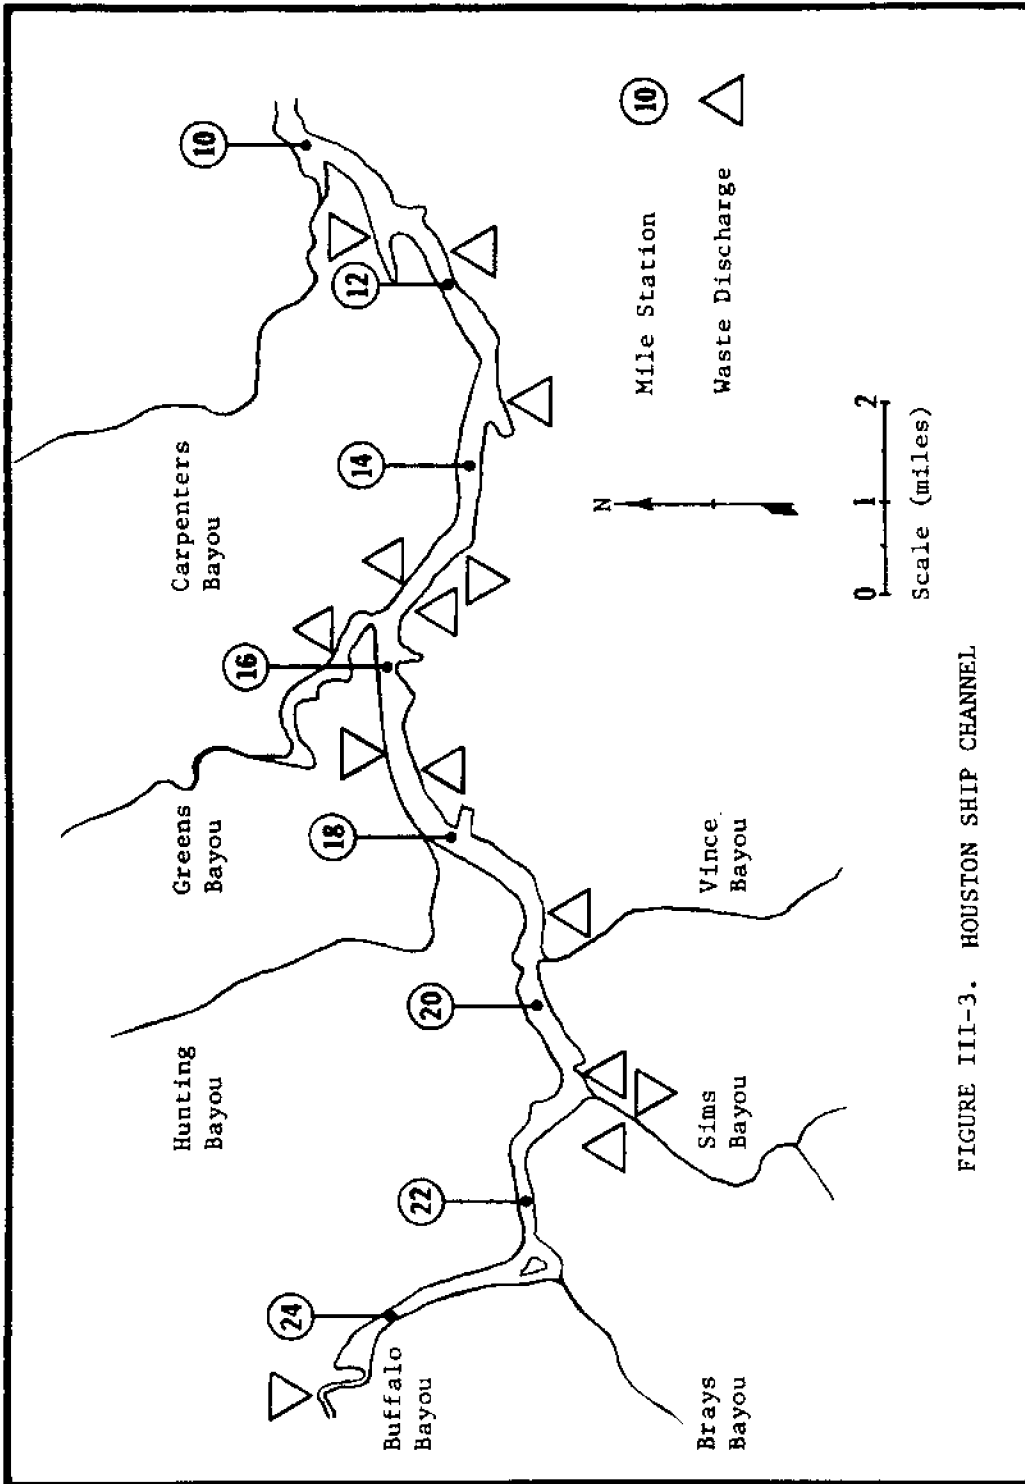 24
22
20
18
16
14
12
10
Buffalo
Bayou
Hunting
Bayou
Greens
Bayou
Carpenters
Bayou
Brays
Bayou
Sims
Bayou
Vince
Bayou
N
Mile Station
10
Waste Discharge
0 1 2
Scale (miles)
FIGURE III-3. HOUSTON SHIP CHANNEL